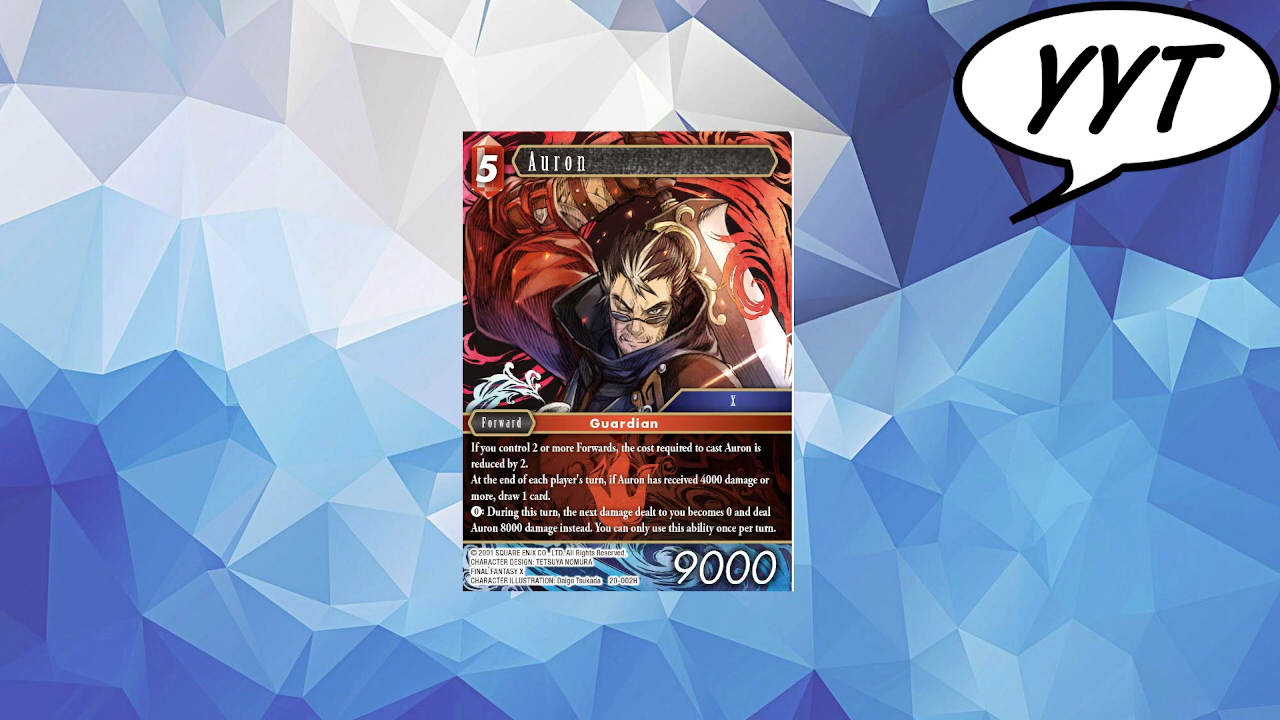 YYT
5
Auron
X
Forward
Guardian
If you control 2 or more Forwards, the cost required to cast Auron is
reduced by 2.
At the end of each player's turn, if Auron has received 4000 damage or
more, draw 1 card.
0: During this turn, the next damage dealt to you becomes 0 and deal
Auron 8000 damage instead. You can only use this ability once per turn.
© 2001 SQUARE ENIX CO., LTD. All Rights Reserved.
CHARACTER DESIGN: TETSUYA NOMURA
FINAL FANTASY X
CHARACTER ILLUSTRATION: Daigo Tsukada 20-002H
9000